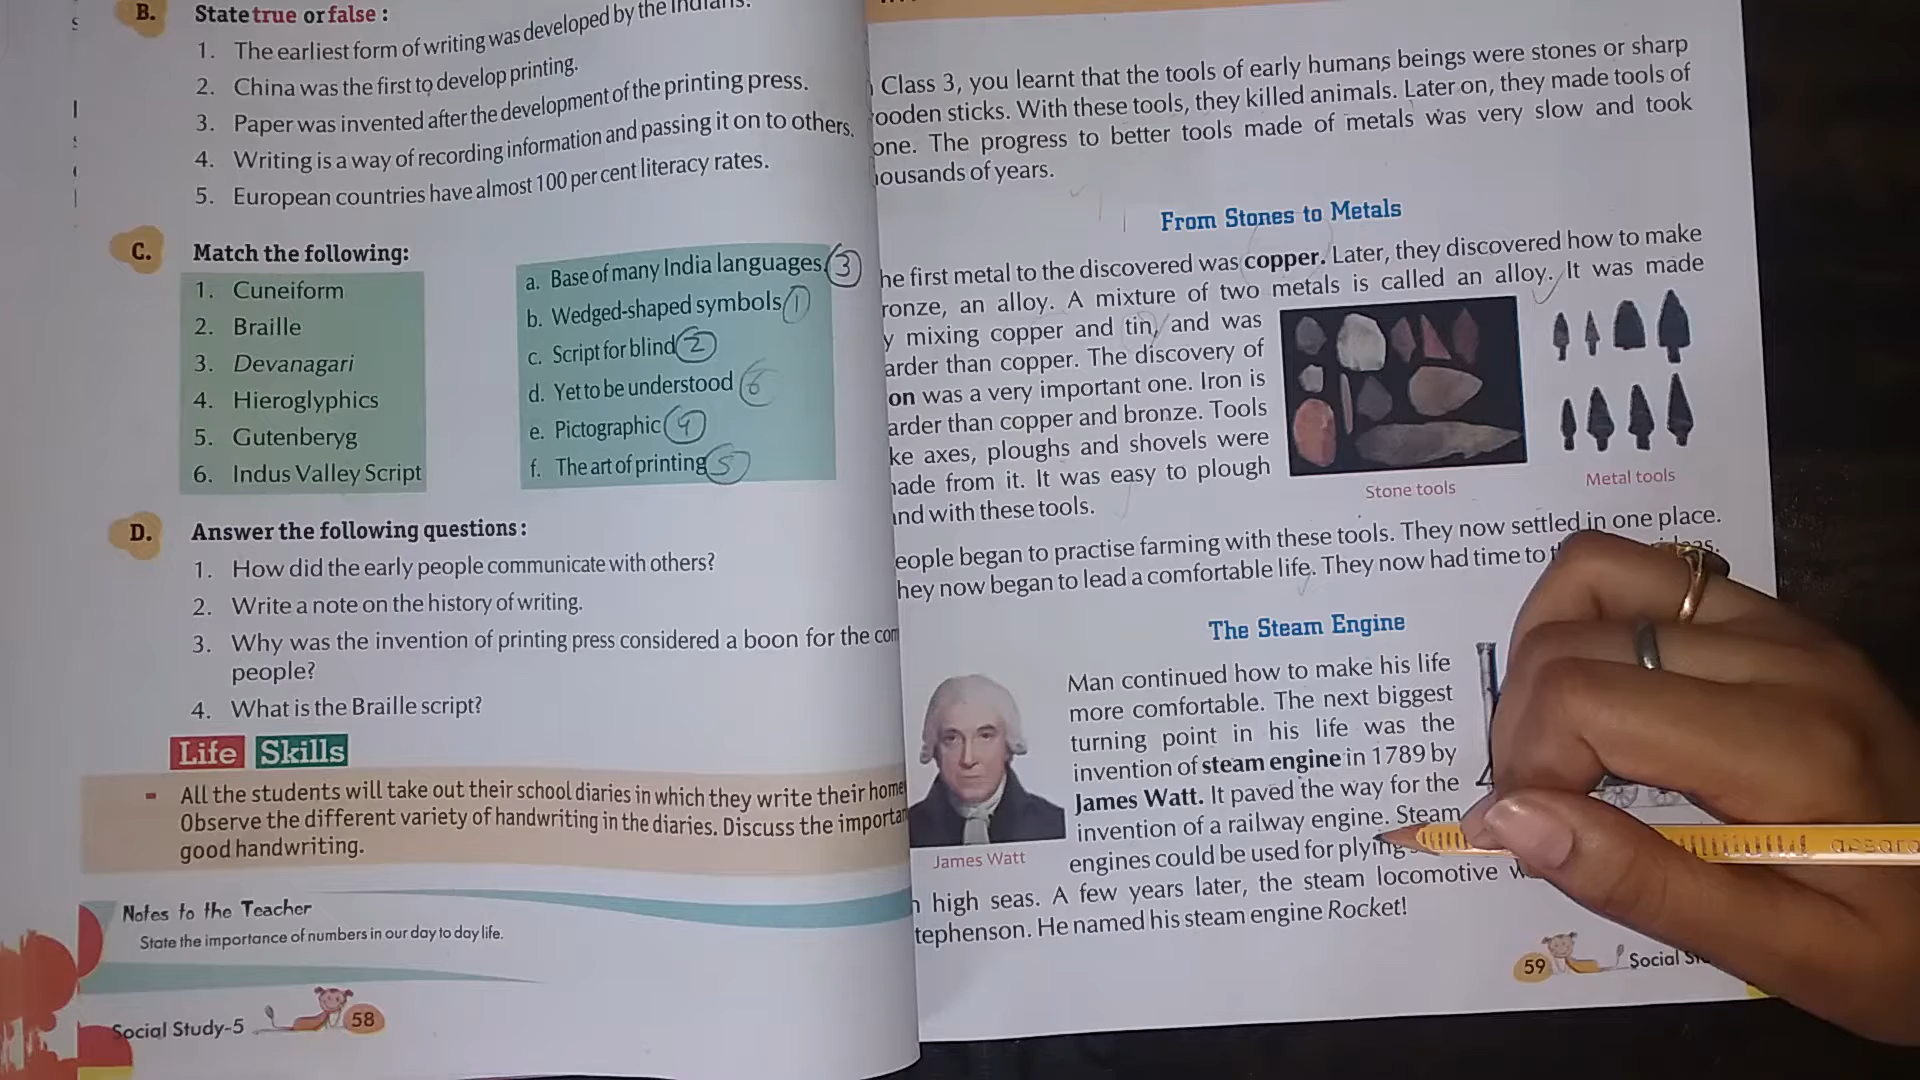 B. State true or false :
1. The earliest form of writing was developed by the Indians.
2. China was the first to develop printing.
3. Paper was invented after the development of the printing press.
4. Writing is a way of recording information and passing it on to others.
5. European countries have almost 100 per cent literacy rates.
C. Match the following:
1. Cuneiform
2. Braille
3. Devanagari
4. Hieroglyphics
5. Gutenberyg
6. Indus Valley Script
a. Base of many India languages. 3
b. Wedged-shaped symbols 1
c. Script for blind 2
d. Yet to be understood 6
e. Pictographic 4
f. The art of printing 5
D. Answer the following questions :
1. How did the early people communicate with others?
2. Write a note on the history of writing.
3. Why was the invention of printing press considered a boon for the com
people?
4. What is the Braille script?
Life Skills
- All the students will take out their school diaries in which they write their home
Observe the different variety of handwriting in the diaries. Discuss the importan
good handwriting.
Notes to the Teacher
State the importance of numbers in our day to day life.
Social Study-5 58
Class 3, you learnt that the tools of early humans beings were stones or sharp
ooden sticks. With these tools, they killed animals. Later on, they made tools of
one. The progress to better tools made of metals was very slow and took
ousands of years.
From Stones to Metals
he first metal to the discovered was copper. Later, they discovered how to make
ronze, an alloy. A mixture of two metals is called an alloy. It was made
y mixing copper and tin, and was
arder than copper. The discovery of
on was a very important one. Iron is
arder than copper and bronze. Tools
ke axes, ploughs and shovels were
ade from it. It was easy to plough
and with these tools.
Stone tools
Metal tools
eople began to practise farming with these tools. They now settled in one place.
hey now began to lead a comfortable life. They now had time to
The Steam Engine
Man continued how to make his life
more comfortable. The next biggest
turning point in his life was the
invention of steam engine in 1789 by
James Watt. It paved the way for the
invention of a railway engine. Steam
engines could be used for plying
James Watt
high seas. A few years later, the steam locomotive
tephenson. He named his steam engine Rocket!
59 Social